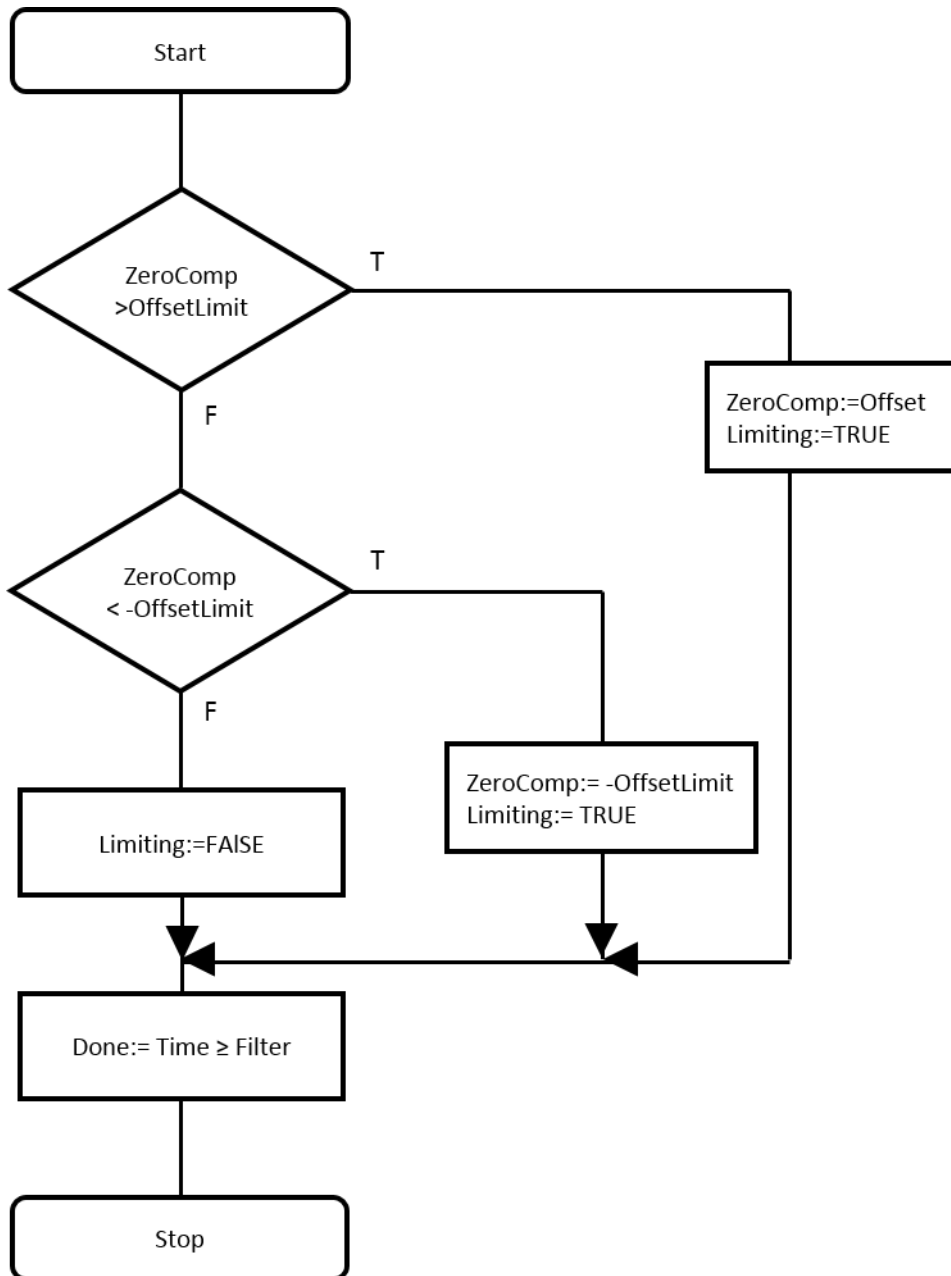 Start
ZeroComp
>OffsetLimit
T
F
ZeroComp:=Offset
Limiting:=TRUE
ZeroComp
< -OffsetLimit
T
F
ZeroComp:= -OffsetLimit
Limiting:= TRUE
Limiting:=FAlSE
Done:= Time ≥ Filter
Stop